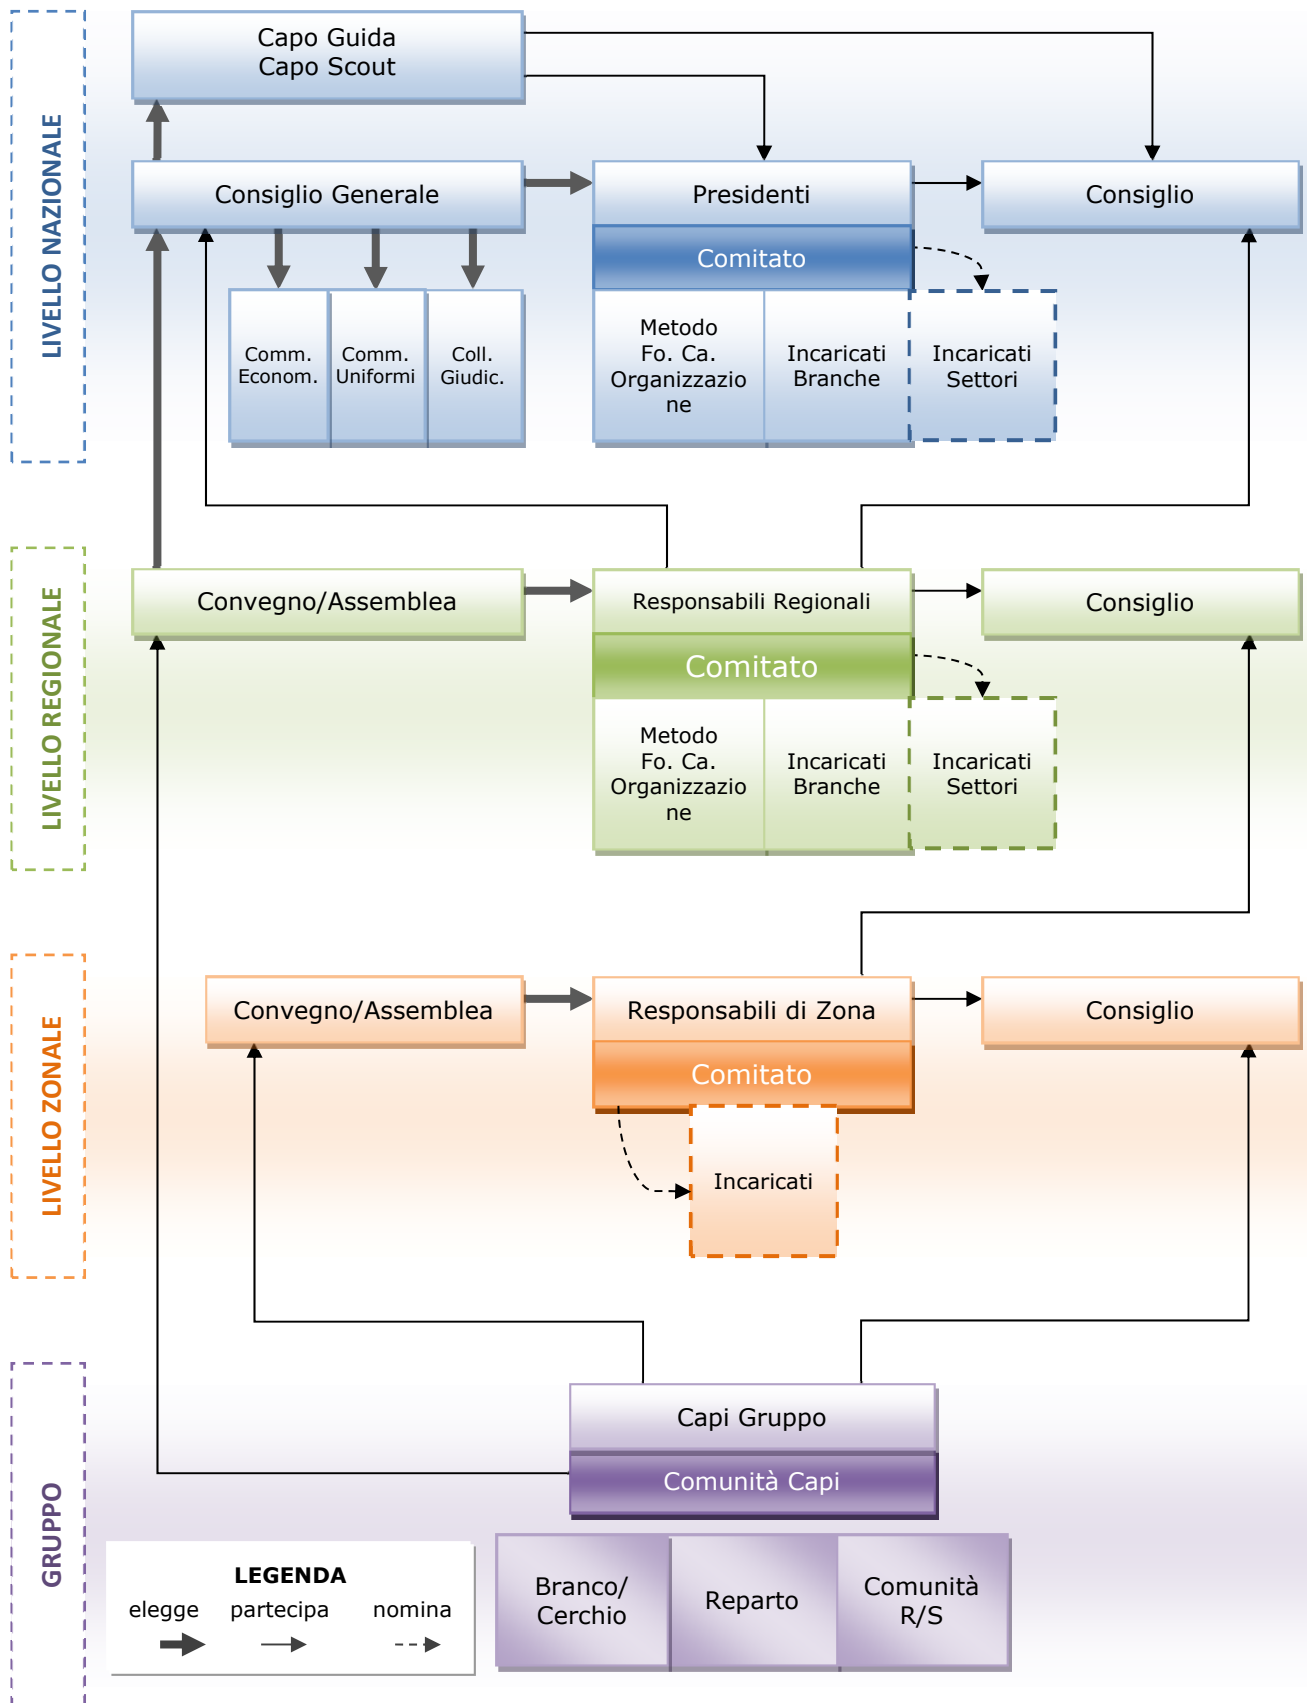 LIVELLO NAZIONALE
Capo Guida
Capo Scout
Consiglio Generale
Presidenti
Consiglio
Comitato
Comm.
Econom.
Comm.
Uniformi
Coll.
Giudic.
Metodo
Fo. Ca.
Organizzazio
ne
Incaricati
Branche
Incaricati
Settori
LIVELLO REGIONALE
Convegno/Assemblea
Responsabili Regionali
Consiglio
Comitato
Metodo
Fo. Ca.
Organizzazio
ne
Incaricati
Branche
Incaricati
Settori
LIVELLO ZONALE
Convegno/Assemblea
Responsabili di Zona
Consiglio
Comitato
Incaricati
GRUPPO
Capi Gruppo
Comunità Capi
Branco/
Cerchio
Reparto
Comunità
R/S
LEGENDA
elegge partecipa nomina